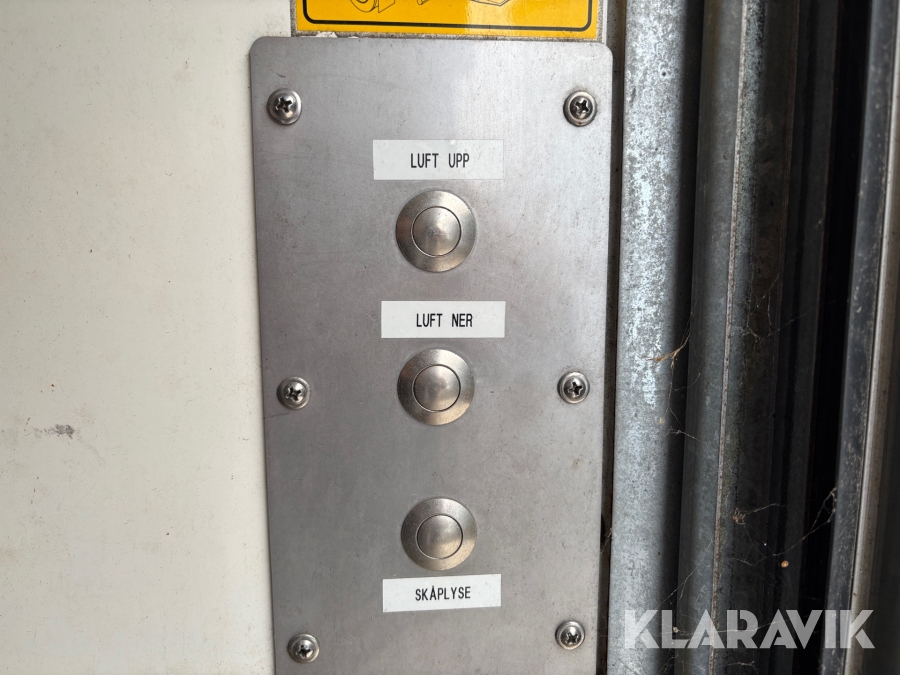 LUFT UPP
LUFT NER
SKÅPLYSE
KLARAVIK